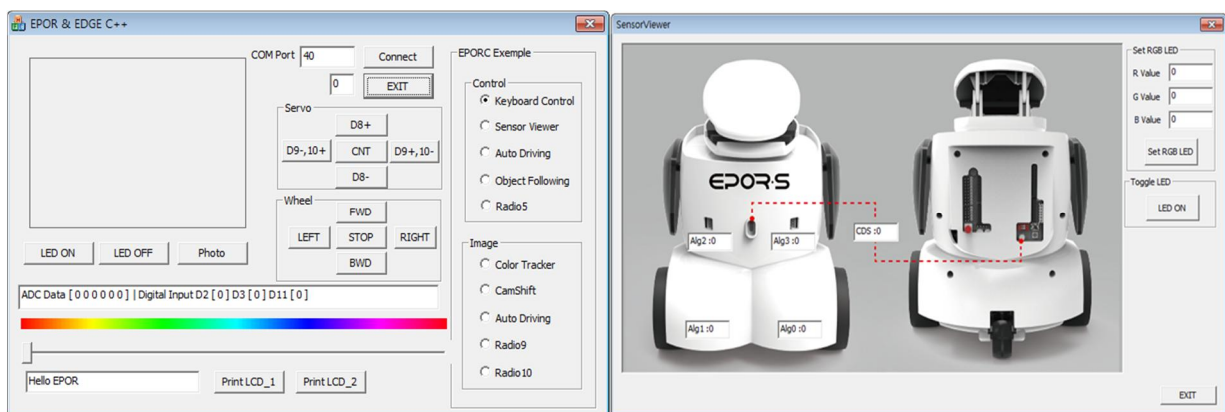 EPOR & EDGE C++
COM Port 40 Connect
0 EXIT
Servo
D8+
D9-,10+ CNT D9+,10-
D8-
Wheel
FWD
LEFT STOP RIGHT
BWD
LED ON LED OFF Photo
ADC Data [ 0 0 0 0 0 0 ] | Digital Input D2 [ 0 ] D3 [ 0 ] D11 [ 0 ]
Hello EPOR Print LCD_1 Print LCD_2
EPORC Exemple
Control
Keyboard Control
Sensor Viewer
Auto Driving
Object Following
Radio5
Image
Color Tracker
CamShift
Auto Driving
Radio9
Radio10
SensorViewer
EPOR·S
Alg2 :0
Alg3 :0
CDS :0
Alg1 :0
Alg0 :0
Set RGB LED
R Value 0
G Value 0
B Value 0
Set RGB LED
Toggle LED
LED ON
EXIT